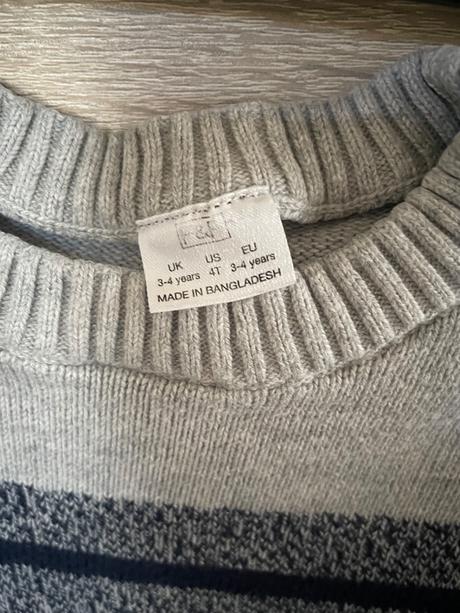 F&F
UK US EU
3-4 years 4T 3-4 years
MADE IN BANGLADESH